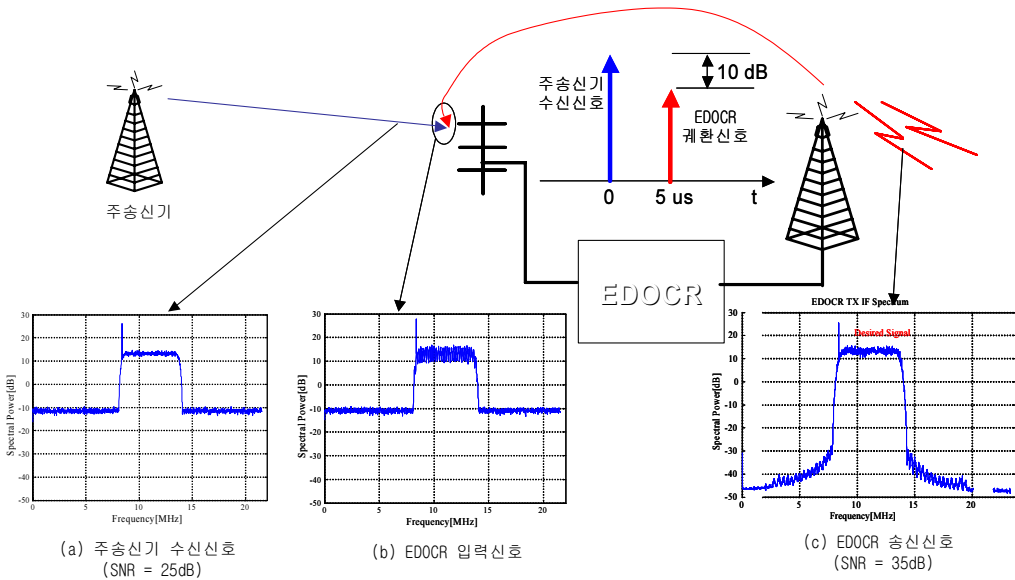 주송신기
주송신기
수신신호
10 dB
EDOCR
궤환신호
0
5 us
t
EDOCR
30
20
10
0
-10
-20
-30
-40
-50
Spectral Power[dB]
0
5
10
15
20
Frequency[MHz]
(a) 주송신기 수신신호
(SNR = 25dB)
30
20
10
0
-10
-20
-30
-40
-50
Spectral Power[dB]
0
5
10
15
20
Frequency[MHz]
(b) EDOCR 입력신호
EDOCR TX IF Spectrum
Desired Signal
30
20
10
0
-10
-20
-30
-40
-50
Spectral Power[dB]
0
5
10
15
20
Frequency[MHz]
(c) EDOCR 송신신호
(SNR = 35dB)